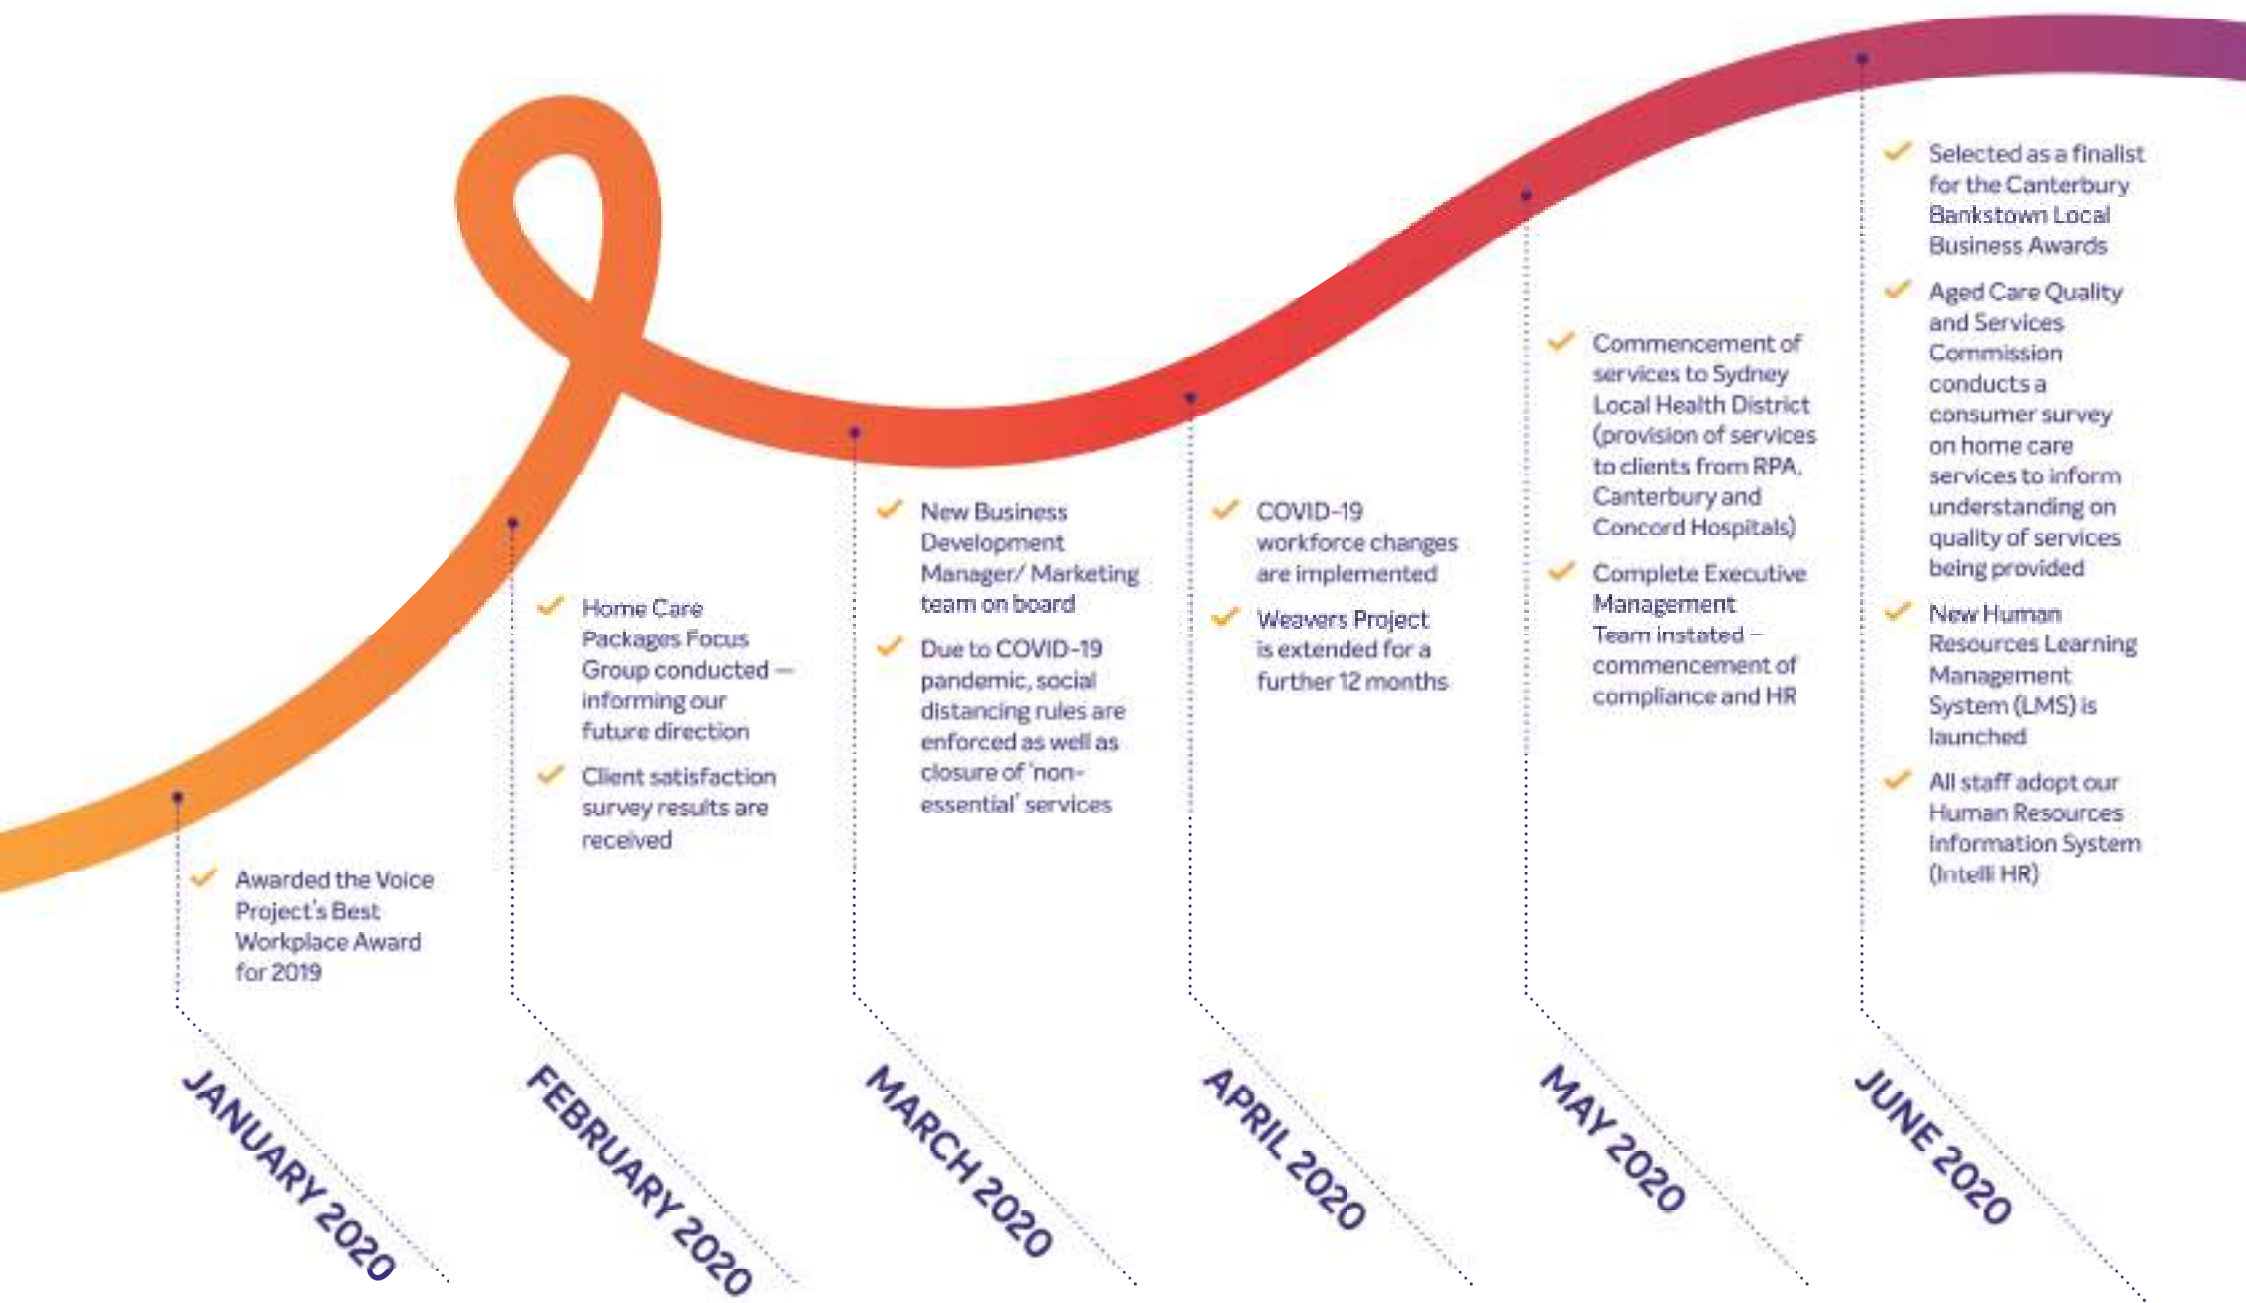 Awarded the Voice
Project's Best
Workplace Award
for 2019
JANUARY 2020
Home Care
Packages Focus
Group conducted —
informing our
future direction
Client satisfaction
survey results are
received
FEBRUARY 2020
New Business
Development
Manager/ Marketing
team on board
Due to COVID-19
pandemic, social
distancing rules are
enforced as well as
closure of 'non-
essential' services
MARCH 2020
COVID-19
workforce changes
are implemented
Weavers Project
is extended for a
further 12 months
APRIL 2020
Commencement of
services to Sydney
Local Health District
(provision of services
to clients from RPA,
Canterbury and
Concord Hospitals)
Complete Executive
Management
Team instated –
commencement of
compliance and HR
MAY 2020
Selected as a finalist
for the Canterbury
Bankstown Local
Business Awards
Aged Care Quality
and Services
Commission
conducts a
consumer survey
on home care
services to inform
understanding on
quality of services
being provided
New Human
Resources Learning
Management
System (LMS) is
launched
All staff adopt our
Human Resources
Information System
(Intelli HR)
JUNE 2020